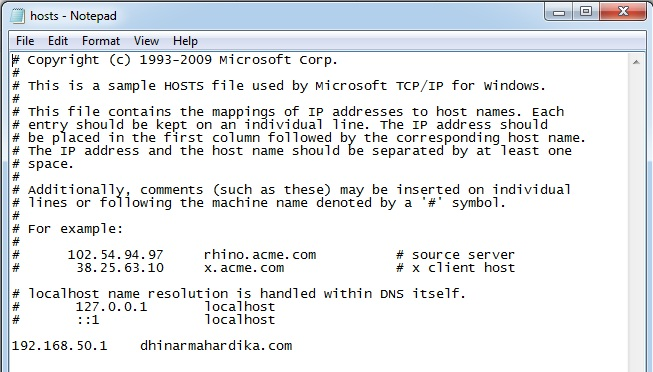 hosts - Notepad
File Edit Format View Help
# Copyright (c) 1993-2009 Microsoft Corp.
#
# This is a sample HOSTS file used by Microsoft TCP/IP for Windows.
#
# This file contains the mappings of IP addresses to host names. Each
# entry should be kept on an individual line. The IP address should
# be placed in the first column followed by the corresponding host name.
# The IP address and the host name should be separated by at least one
# space.
#
# Additionally, comments (such as these) may be inserted on individual
# lines or following the machine name denoted by a '#' symbol.
#
# For example:
#
#      102.54.94.97     rhino.acme.com          # source server
#       38.25.63.10     x.acme.com              # x client host

# localhost name resolution is handled within DNS itself.
#       127.0.0.1       localhost
#       ::1             localhost

192.168.50.1    dhinarmahardika.com